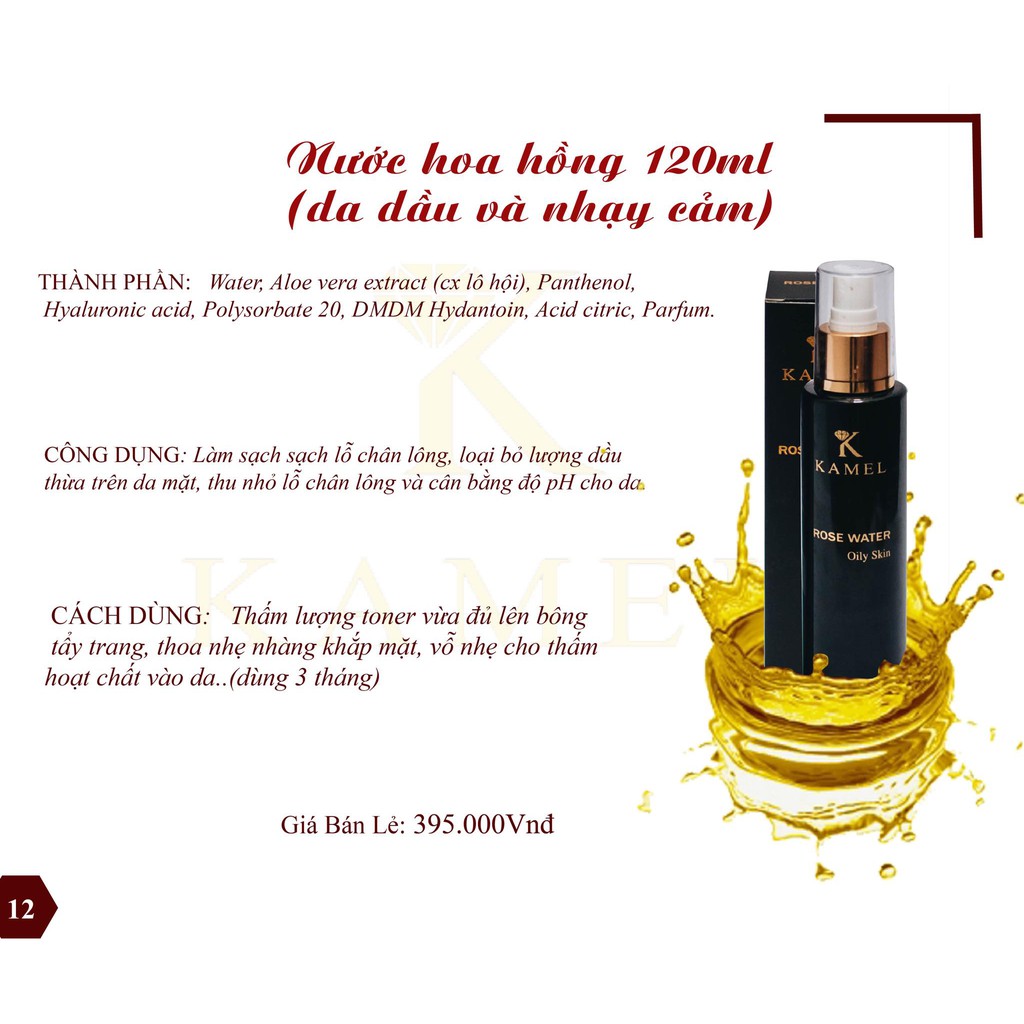 Nước hoa hồng 120ml
(da dầu và nhạy cảm)
THÀNH PHẦN: Water, Aloe vera extract (cx lô hội), Panthenol,
Hyaluronic acid, Polysorbate 20, DMDM Hydantoin, Acid citric, Parfum.
CÔNG DỤNG: Làm sạch sạch lỗ chân lông, loại bỏ lượng dầu
thừa trên da mặt, thu nhỏ lỗ chân lông và cân bằng độ pH cho da.
CÁCH DÙNG: Thấm lượng toner vừa đủ lên bông
tẩy trang, thoa nhẹ nhàng khắp mặt, vỗ nhẹ cho thấm
hoạt chất vào da..(dùng 3 tháng)
Giá Bán Lẻ: 395.000Vnđ
12
K
KAMEL
K
KAMEL
ROSE WATER
Oily Skin